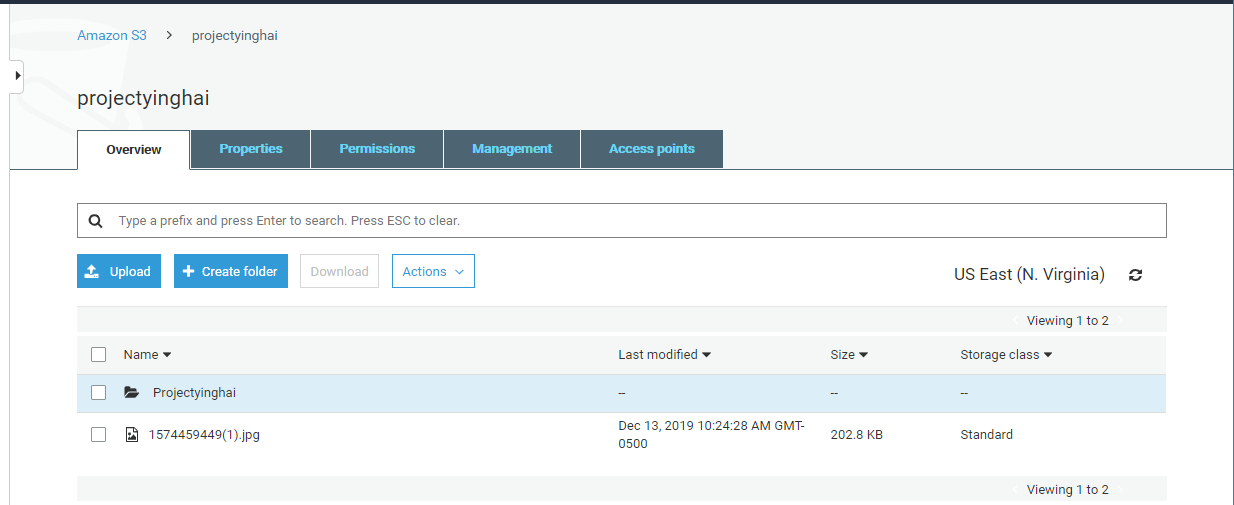 Amazon S3 > projectyinghai
projectyinghai
Overview Properties Permissions Management Access points
Type a prefix and press Enter to search. Press ESC to clear.
Upload + Create folder Download Actions
US East (N. Virginia)
Viewing 1 to 2
Name Last modified Size Storage class
Projectyinghai -- -- --
1574459449(1).jpg Dec 13, 2019 10:24:28 AM GMT-
0500 202.8 KB Standard
Viewing 1 to 2